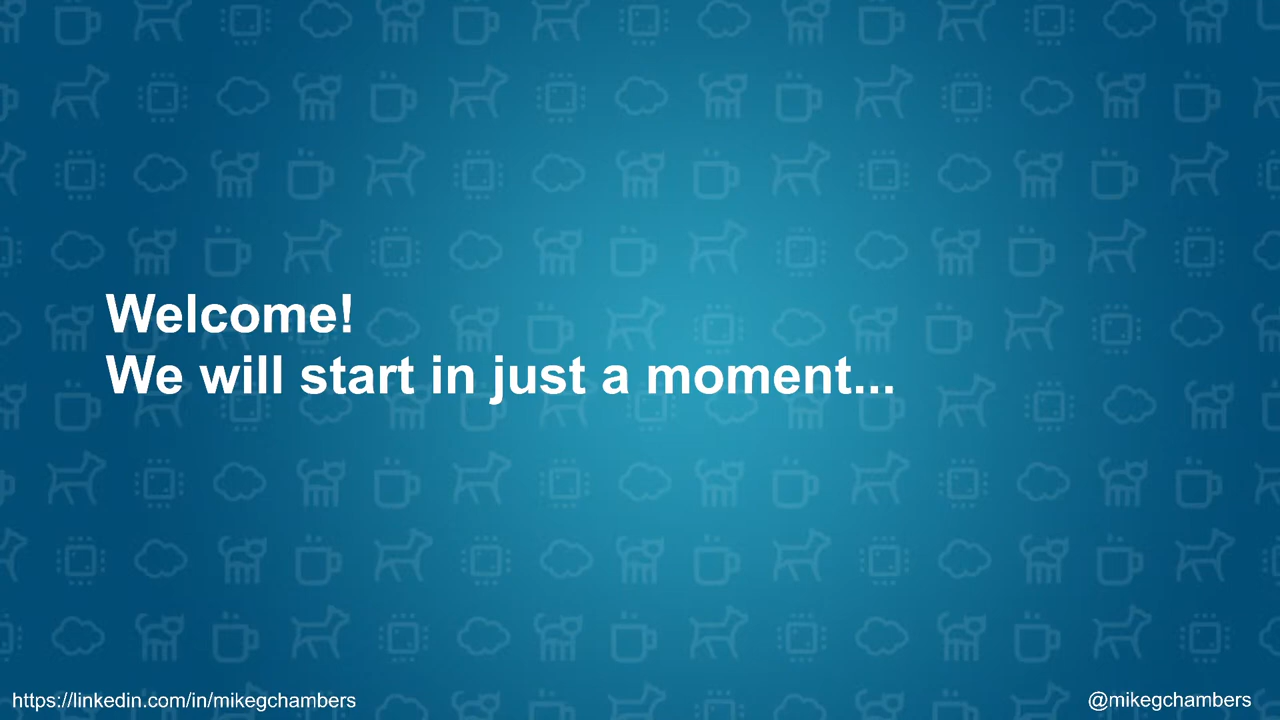 Welcome!
We will start in just a moment...
https://linkedin.com/in/mikegchambers
@mikegchambers